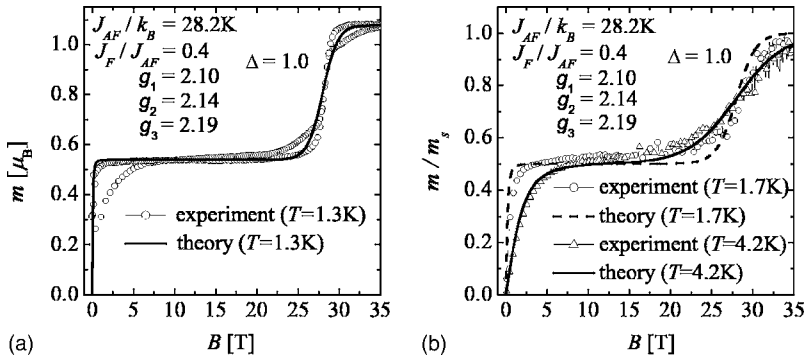 J_AF / k_B = 28.2K
J_F / J_AF = 0.4
g_1 = 2.10
Δ = 1.0
g_2 = 2.14
g_3 = 2.19
m [μ_B]
1.0
0.8
0.6
0.4
0.2
0.0
experiment (T=1.3K)
theory (T=1.3K)
0 5 10 15 20 25 30 35
B [T]
(a)
J_AF / k_B = 28.2K
J_F / J_AF = 0.4
Δ = 1.0
g_1 = 2.10
g_2 = 2.14
g_3 = 2.19
m / m_s
1.0
0.8
0.6
0.4
0.2
0.0
experiment (T=1.7K)
theory (T=1.7K)
experiment (T=4.2K)
theory (T=4.2K)
0 5 10 15 20 25 30 35
B [T]
(b)